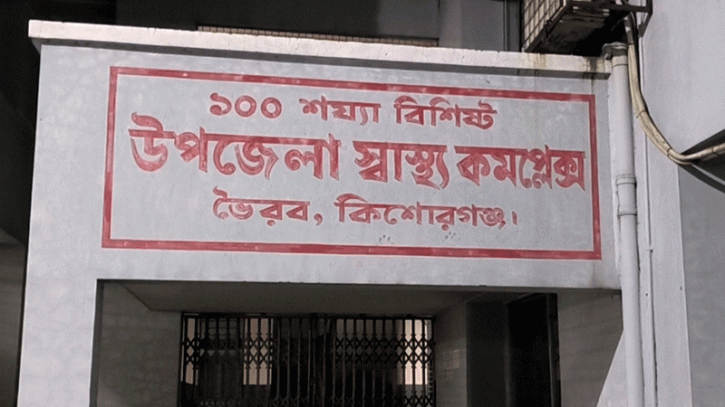 ১০০ শয্যা বিশিষ্ট
উপজেলা স্বাস্থ্য কমপ্লেক্স
ভৈরব, কিশোরগঞ্জ।